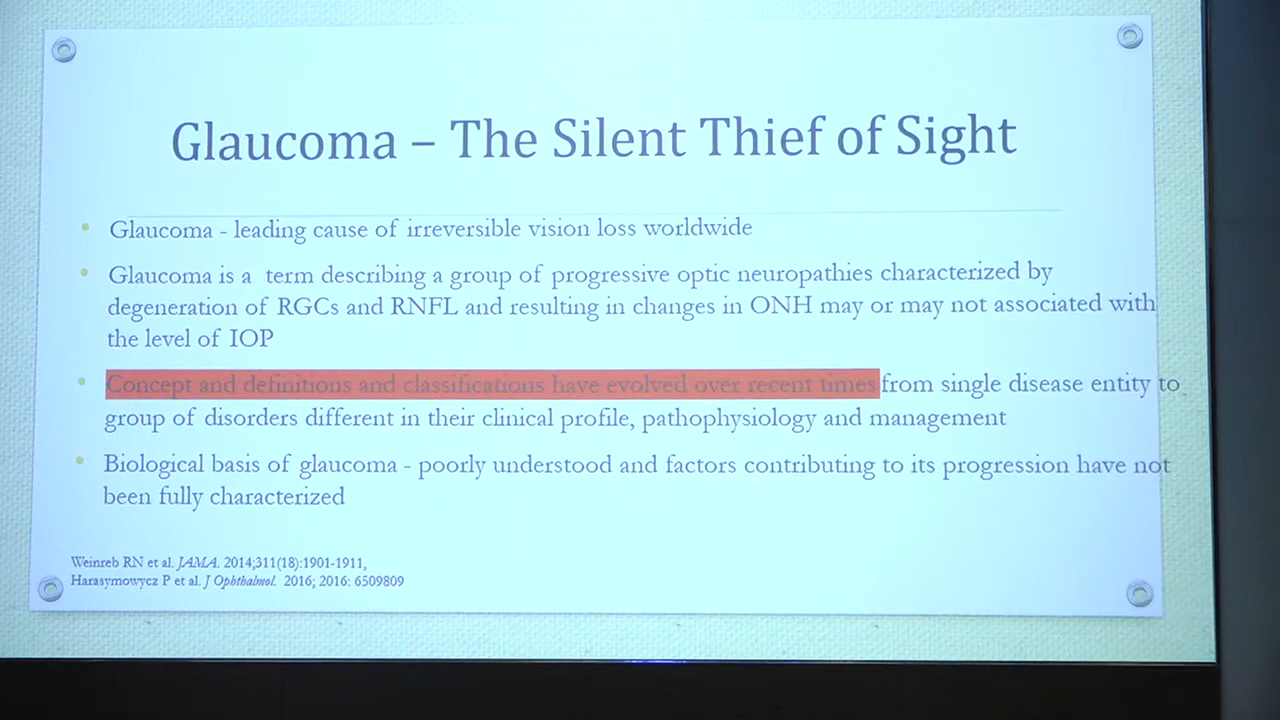 Glaucoma – The Silent Thief of Sight
• Glaucoma - leading cause of irreversible vision loss worldwide
• Glaucoma is a term describing a group of progressive optic neuropathies characterized by
degeneration of RGCs and RNFL and resulting in changes in ONH may or may not associated with
the level of IOP
• Concept and definitions and classifications have evolved over recent times from single disease entity to
group of disorders different in their clinical profile, pathophysiology and management
• Biological basis of glaucoma - poorly understood and factors contributing to its progression have not
been fully characterized
Weinreb RN et al. JAMA. 2014;311(18):1901-1911,
Harasymowycz P et al. J Ophthalmol. 2016; 2016: 6509809